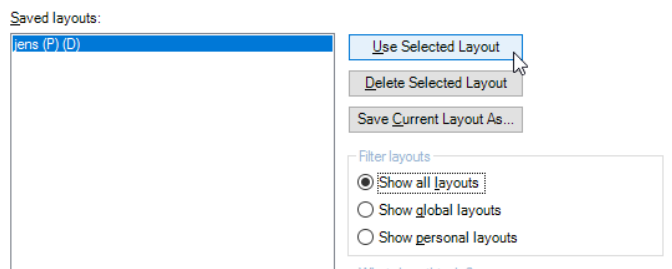 Saved layouts:
jens (P) (D)
Use Selected Layout
Delete Selected Layout
Save Current Layout As...
Filter layouts
Show all layouts
Show global layouts
Show personal layouts